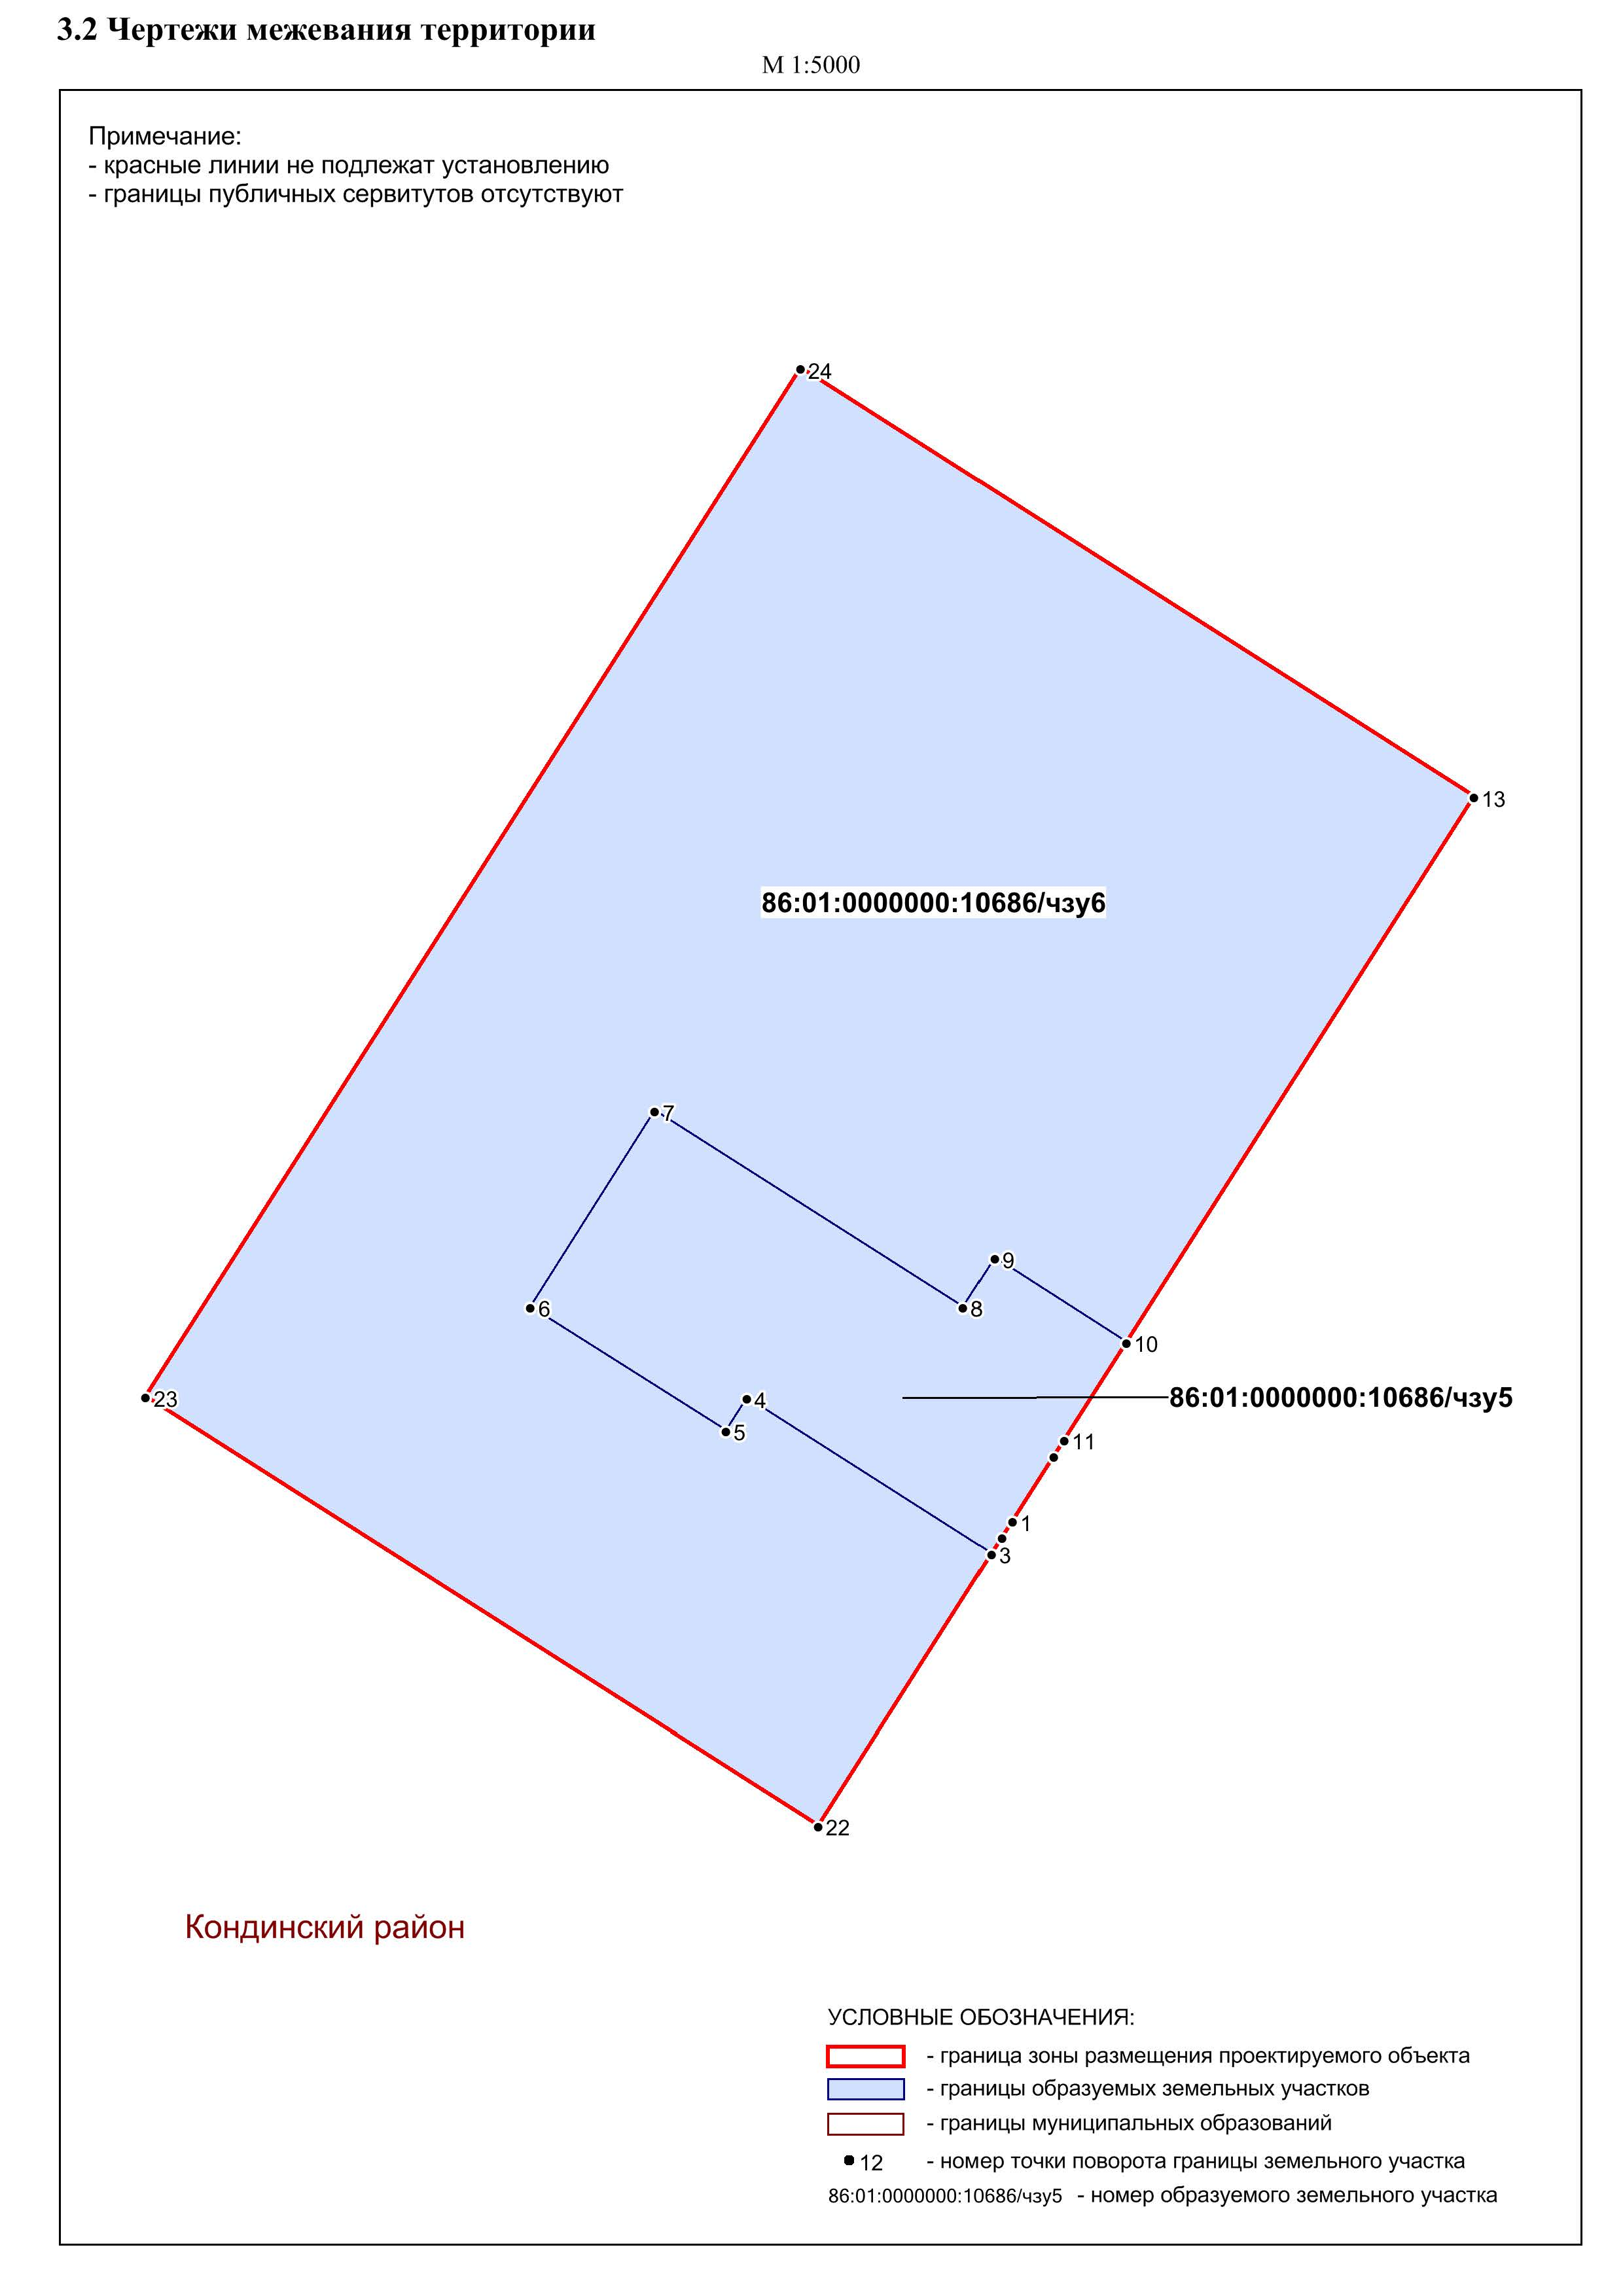 3.2 Чертежи межевания территории
М 1:5000
Примечание:
- красные линии не подлежат установлению
- границы публичных сервитутов отсутствуют
24
13
86:01:0000000:10686/чзу6
7
9
6
8
10
86:01:0000000:10686/чзу5
23
4
5
11
1
3
22
Кондинский район
УСЛОВНЫЕ ОБОЗНАЧЕНИЯ:
- граница зоны размещения проектируемого объекта
- границы образуемых земельных участков
- границы муниципальных образований
12 - номер точки поворота границы земельного участка
86:01:0000000:10686/чзу5 - номер образуемого земельного участка